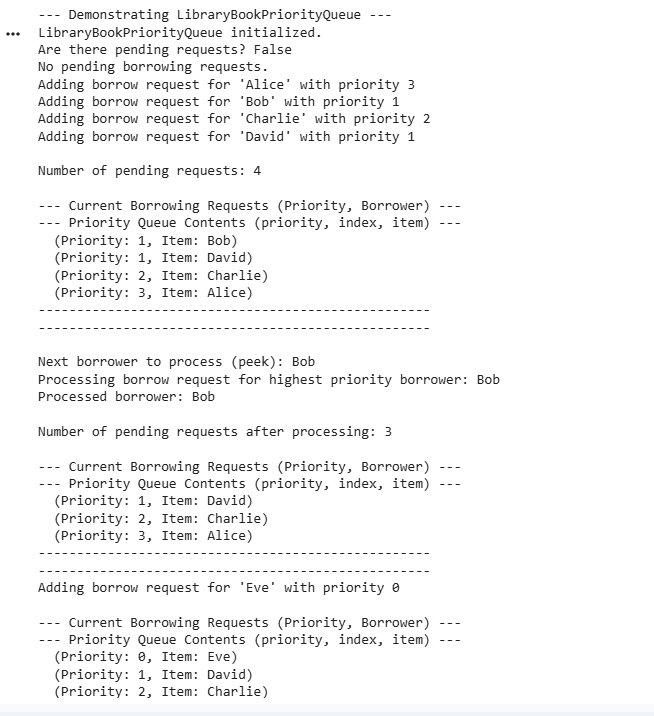 --- Demonstrating LibraryBookPriorityQueue ---
LibraryBookPriorityQueue initialized.
Are there pending requests? False
No pending borrowing requests.
Adding borrow request for 'Alice' with priority 3
Adding borrow request for 'Bob' with priority 1
Adding borrow request for 'Charlie' with priority 2
Adding borrow request for 'David' with priority 1
Number of pending requests: 4
--- Current Borrowing Requests (Priority, Borrower) ---
--- Priority Queue Contents (priority, index, item) ---
(Priority: 1, Item: Bob)
(Priority: 1, Item: David)
(Priority: 2, Item: Charlie)
(Priority: 3, Item: Alice)
---------------------------------------------------
---------------------------------------------------
Next borrower to process (peek): Bob
Processing borrow request for highest priority borrower: Bob
Processed borrower: Bob
Number of pending requests after processing: 3
--- Current Borrowing Requests (Priority, Borrower) ---
--- Priority Queue Contents (priority, index, item) ---
(Priority: 1, Item: David)
(Priority: 2, Item: Charlie)
(Priority: 3, Item: Alice)
---------------------------------------------------
---------------------------------------------------
Adding borrow request for 'Eve' with priority 0
--- Current Borrowing Requests (Priority, Borrower) ---
--- Priority Queue Contents (priority, index, item) ---
(Priority: 0, Item: Eve)
(Priority: 1, Item: David)
(Priority: 2, Item: Charlie)